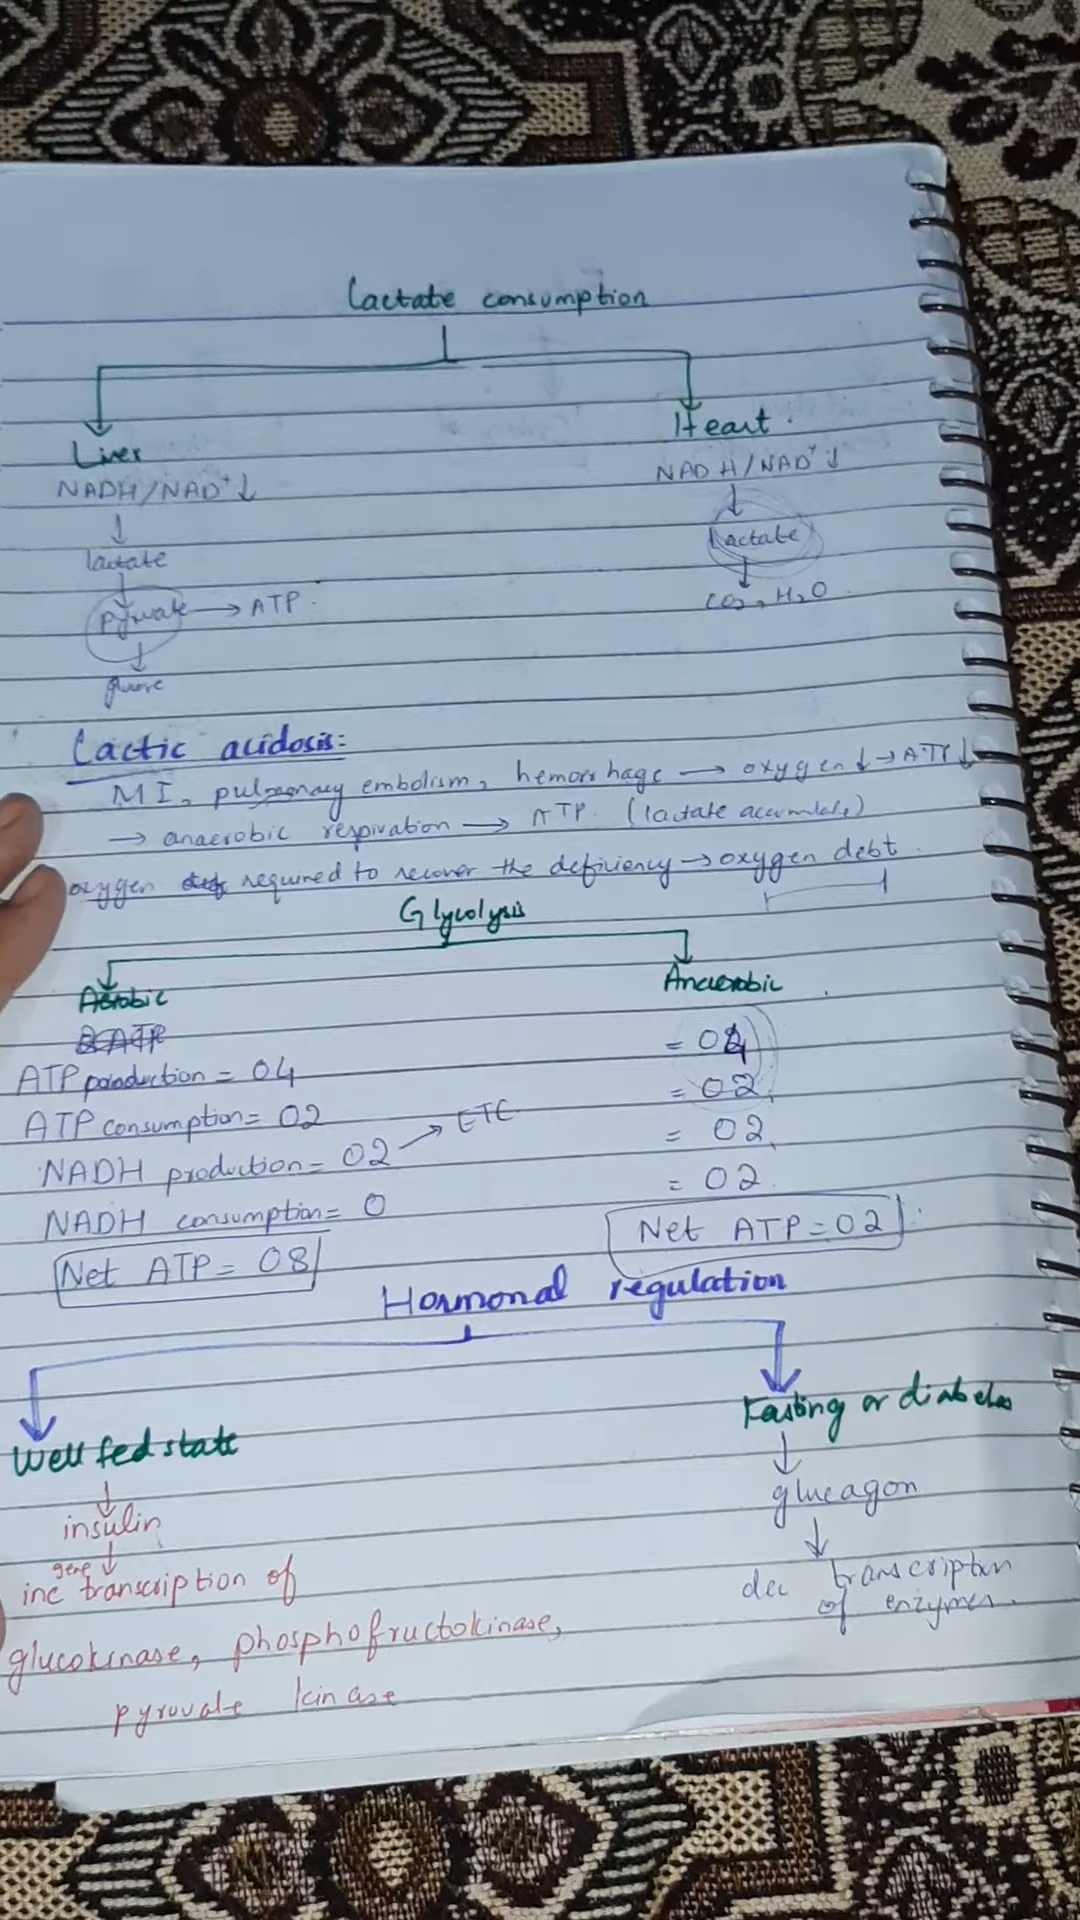 Lactate consumption
Liver
Heart.
NADH/NAD⁺↓
NADH/NAD⁺↓
↓
↓
lactate
Lactate
↓
↓
pyruvate → ATP.
CO₂, H₂O
↓
Lactic acidosis:
MI, pulmonary embolism, hemorrhage → oxygen↓ → ATP↓
→ anaerobic respiration → ATP. (lactate accumulate)
oxygen required to recover the deficiency → oxygen debt.
Glycolysis
Aerobic
Anaerobic
ATP production = 04
= 04
ATP consumption = 02
= 02
NADH production = 02 → ETC
= 02
NADH consumption = 0
= 02
Net ATP = 08
Net ATP = 02
Hormonal regulation
Well fed state
Fasting or diabetes
↓
↓
insulin
glucagon
↓
↓
gene
inc transcription of
dec transcription
of enzymes.
glucokinase, phosphofructokinase,
pyruvate kinase